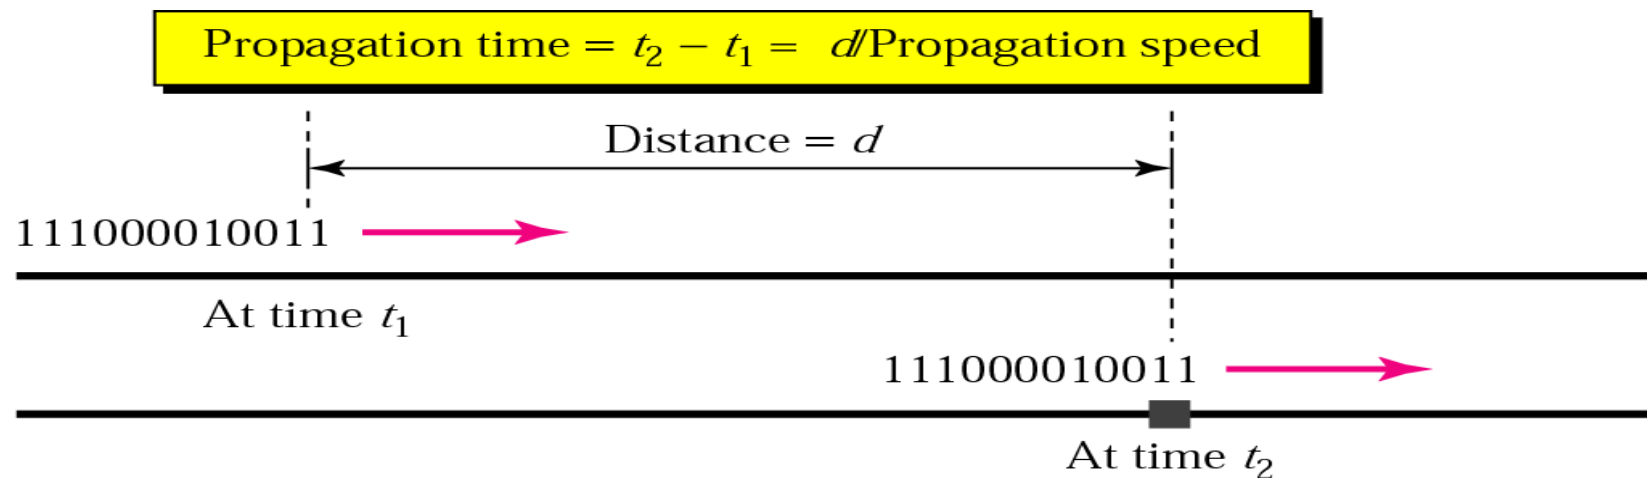 Propagation time = t₂ − t₁ = d/Propagation speed
Distance = d
111000010011
At time t₁
111000010011
At time t₂